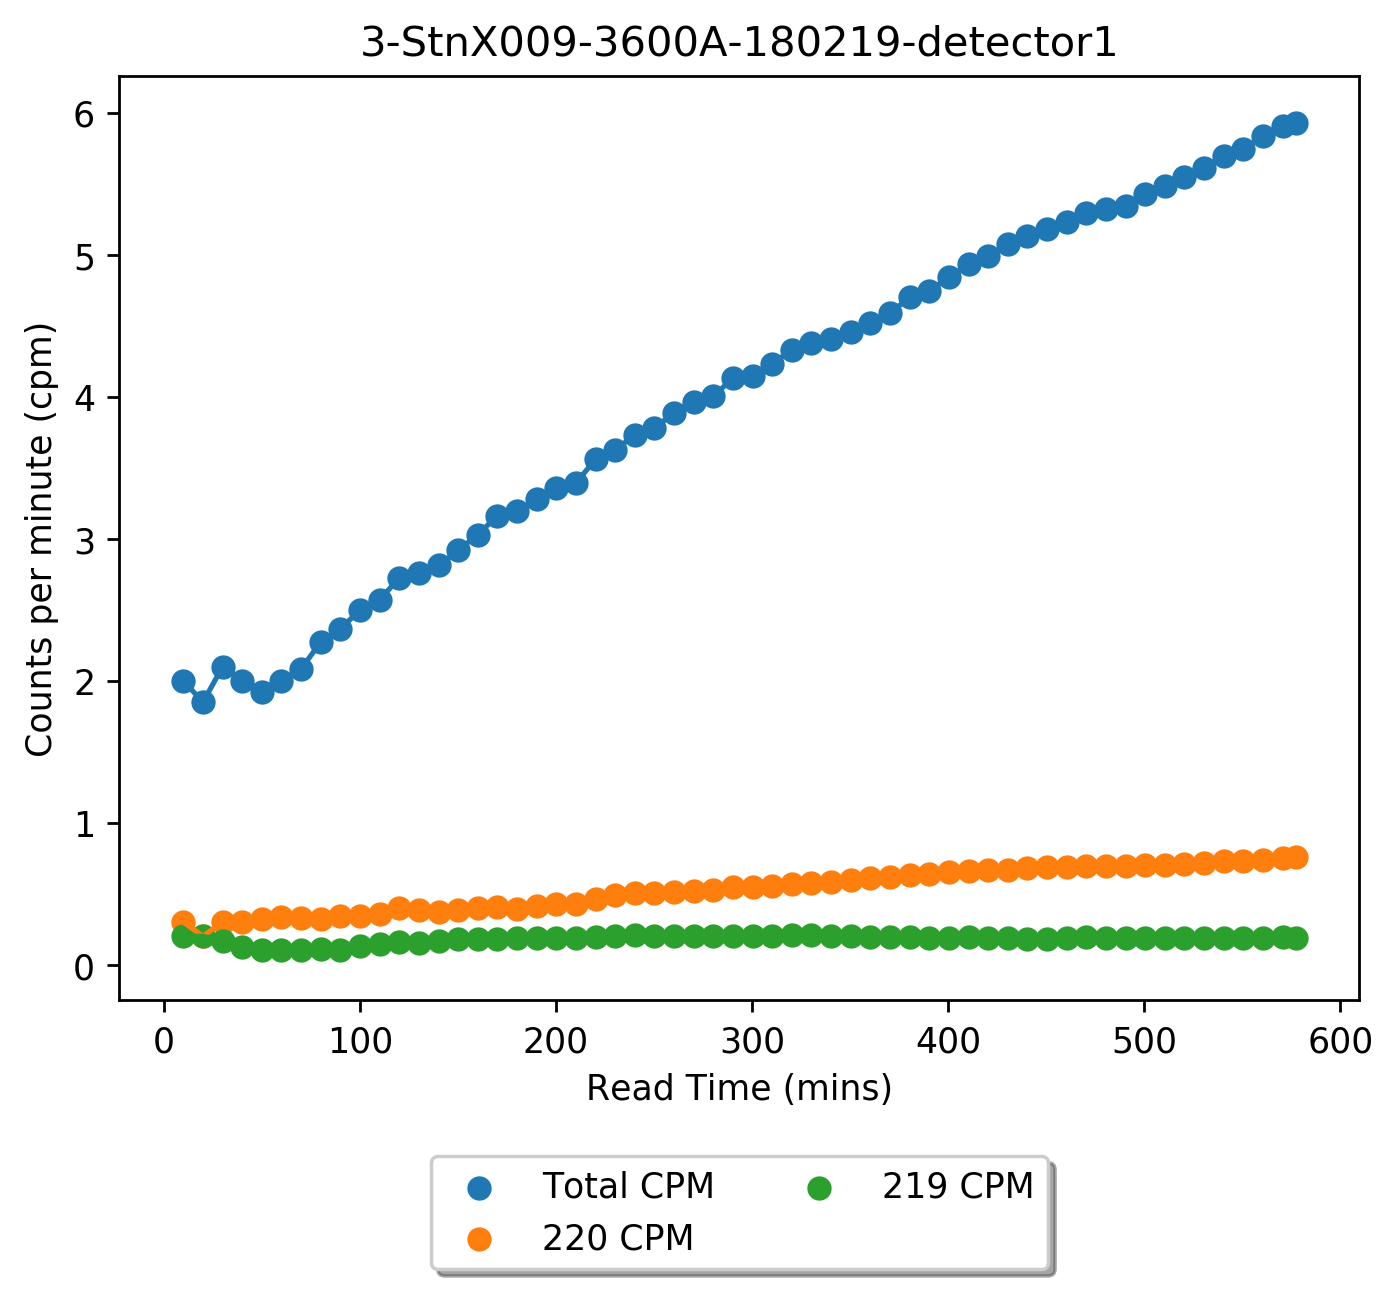 3-StnX009-3600A-180219-detector1
6
5
4
3
2
1
0
Counts per minute (cpm)
0 100 200 300 400 500 600
Read Time (mins)
Total CPM 219 CPM
220 CPM